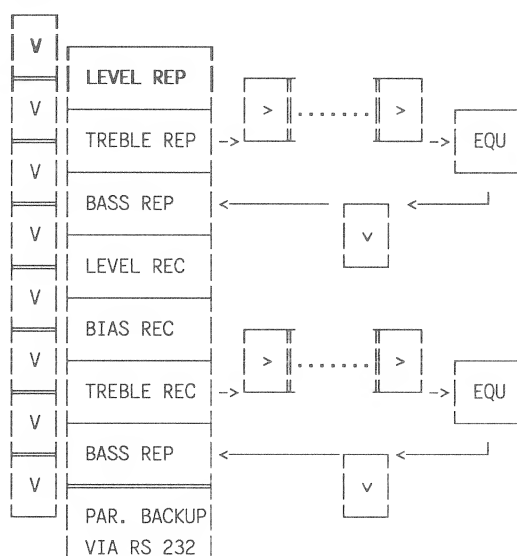 V
LEVEL REP
> ....... >
V
TREBLE REP -> -> EQU
V
BASS REP <- <-
V
V
LEVEL REC
V
BIAS REC
> ....... >
V
TREBLE REC -> -> EQU
V
BASS REP <- <-
V
V
PAR. BACKUP
VIA RS 232